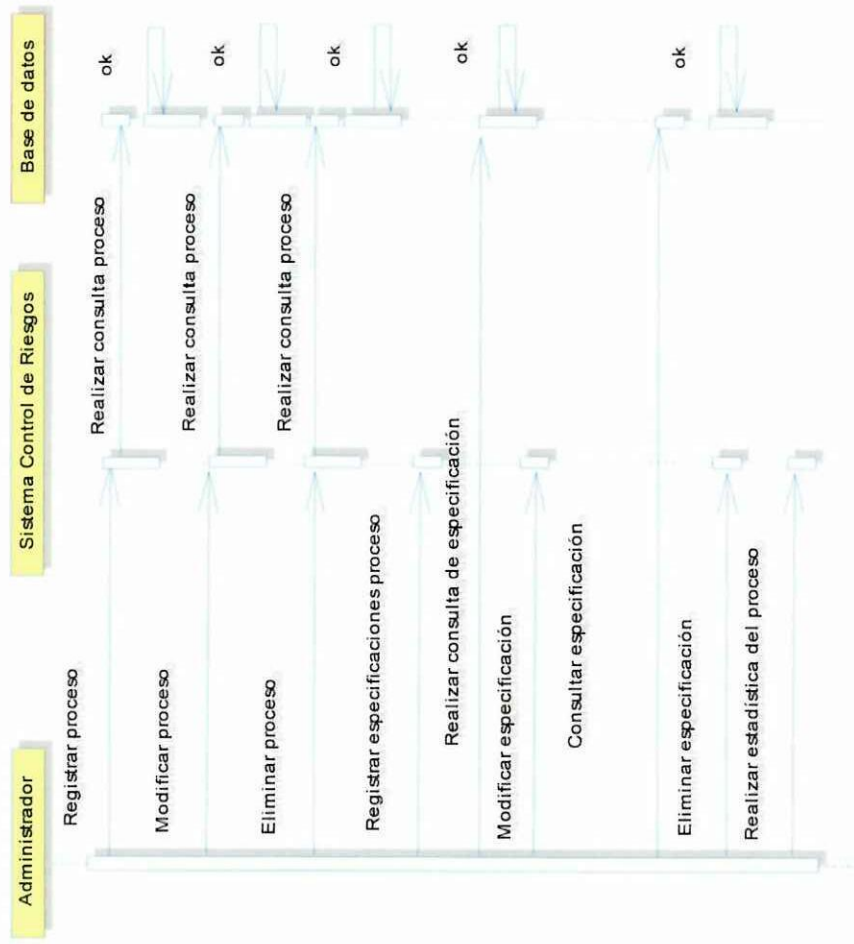 Administrador
Sistema Control de Riesgos
Base de datos
Registrar proceso
Realizar consulta proceso
ok
Modificar proceso
Realizar consulta proceso
ok
Eliminar proceso
Realizar consulta proceso
ok
Registrar especificaciones proceso
Realizar consulta de especificación
ok
Modificar especificación
Consultar especificación
ok
Eliminar especificación
Realizar estadística del proceso